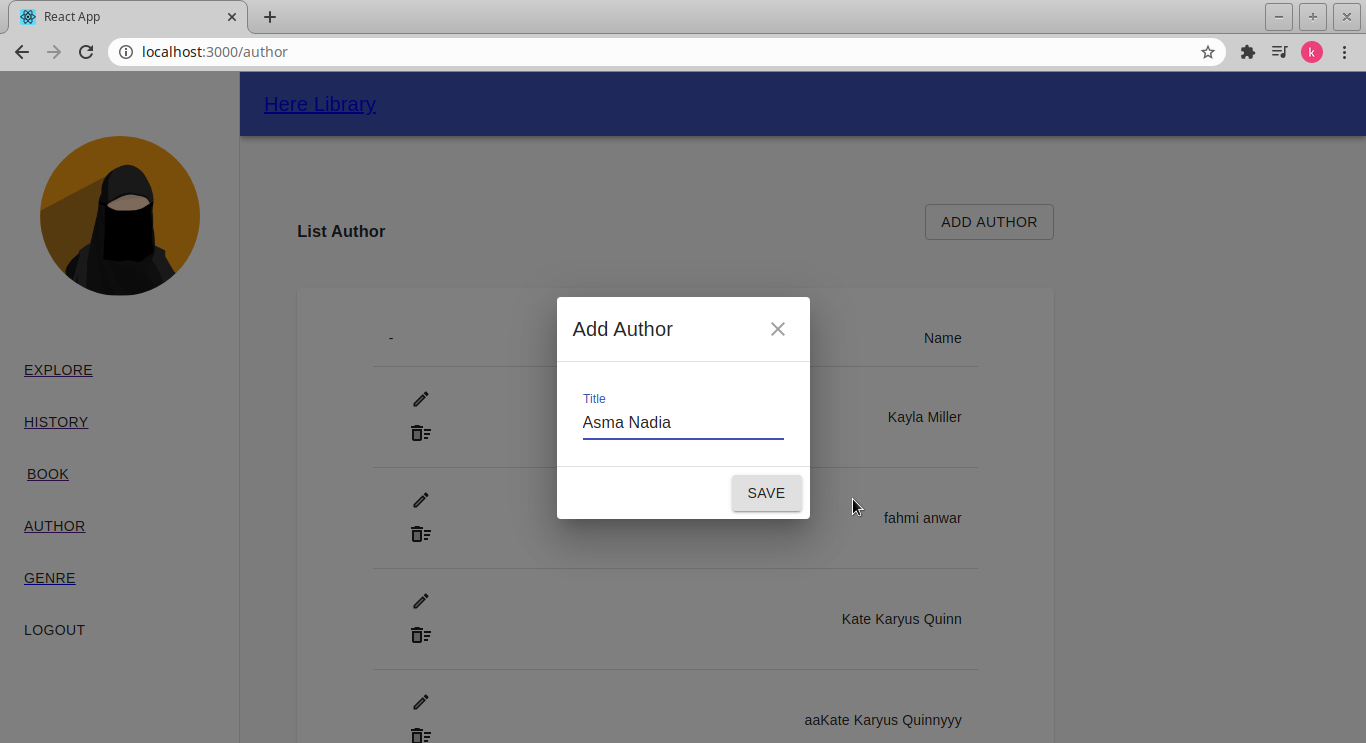 React App
localhost:3000/author
k
Here Library
List Author
ADD AUTHOR
EXPLORE
HISTORY
BOOK
AUTHOR
GENRE
LOGOUT
- Name
Kayla Miller
fahmi anwar
Kate Karyus Quinn
aaKate Karyus Quinnyyy
Add Author
Title
Asma Nadia
SAVE